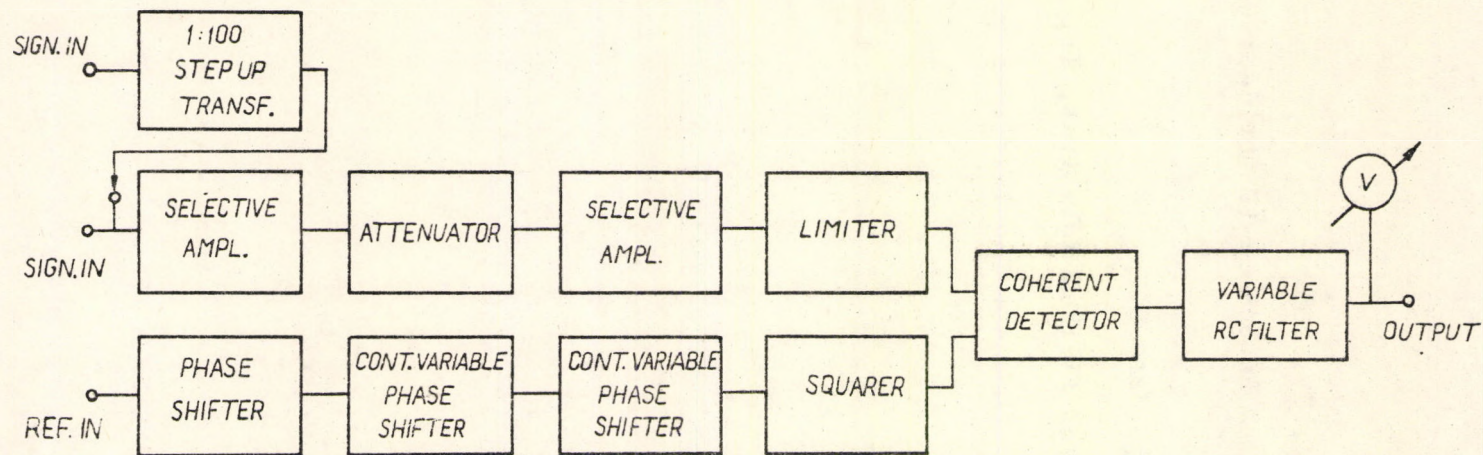 SIGN. IN
1:100
STEP UP
TRANSF.
SIGN. IN
SELECTIVE
AMPL.
ATTENUATOR
SELECTIVE
AMPL.
LIMITER
REF. IN
PHASE
SHIFTER
CONT. VARIABLE
PHASE
SHIFTER
CONT. VARIABLE
PHASE
SHIFTER
SQUARER
COHERENT
DETECTOR
VARIABLE
RC FILTER
V
OUTPUT